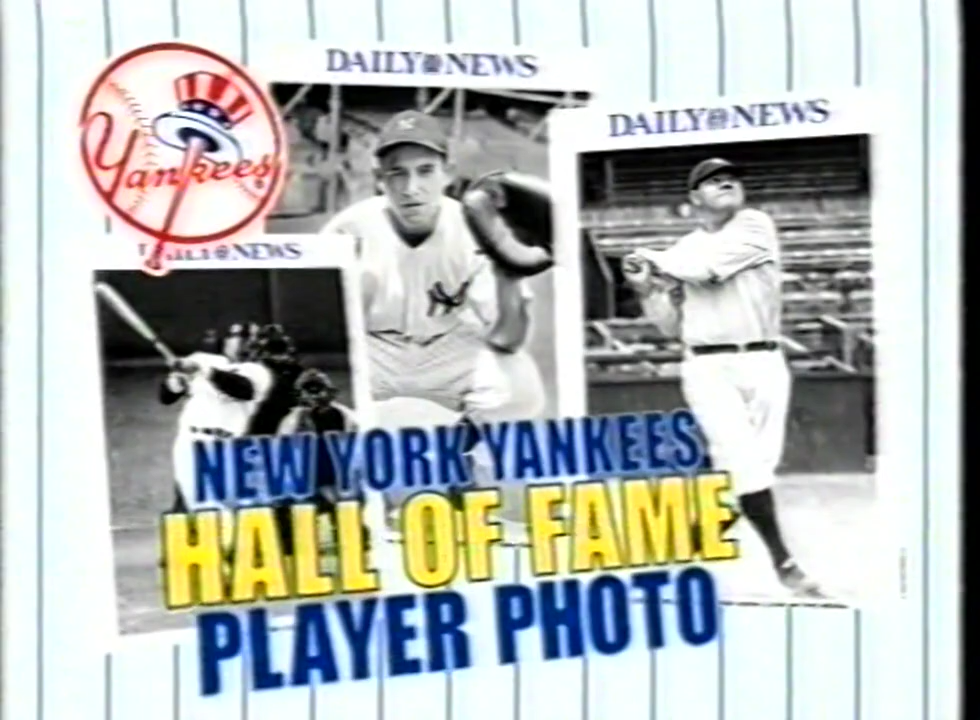 DAILY NEWS
DAILY NEWS
Yankees
DAILY NEWS
NEW YORK YANKEES
HALL OF FAME
PLAYER PHOTO